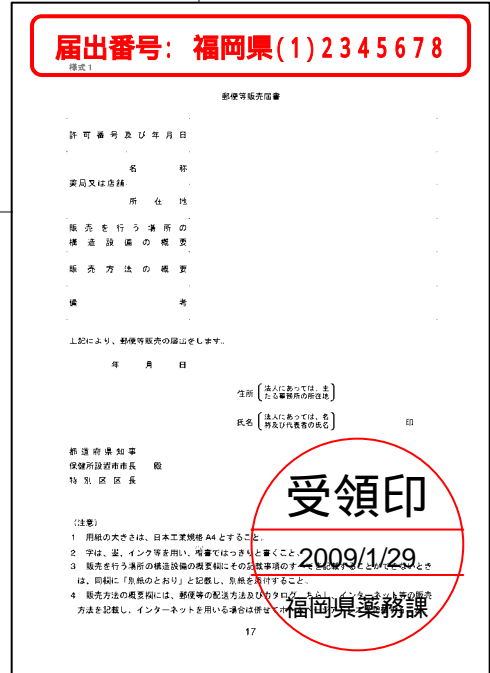 届出番号: 福岡県(1)2345678
様式1
郵便等販売届書
許可番号及び年月日
名称
薬局又は店舗
所在地
販売を行う場所の
構造設備の概要
販売方法の概要
備考
上記により、郵便等販売の届出をします。
年 月 日
住所 法人にあっては、主
たる事務所の所在地
氏名 法人にあっては、名
称及び代表者の氏名 印
都道府県知事
保健所設置市市長 殿
特別区区長
(注意)
1 用紙の大きさは、日本工業規格A4とすること。
2 字は、墨、インク等を用い、楷書ではっきりと書くこと。
3 販売を行う場所の構造設備の概要欄にその記載事項のすべてを記載することができないとき
は、同欄に「別紙のとおり」と記載し、別紙を添付すること。
4 販売方法の概要欄には、郵便等の配送方法及びカタログ、ちらし、インターネット等の販売
方法を記載し、インターネットを用いる場合は併せてホ
受領印
2009/1/29
福岡県薬務課
17